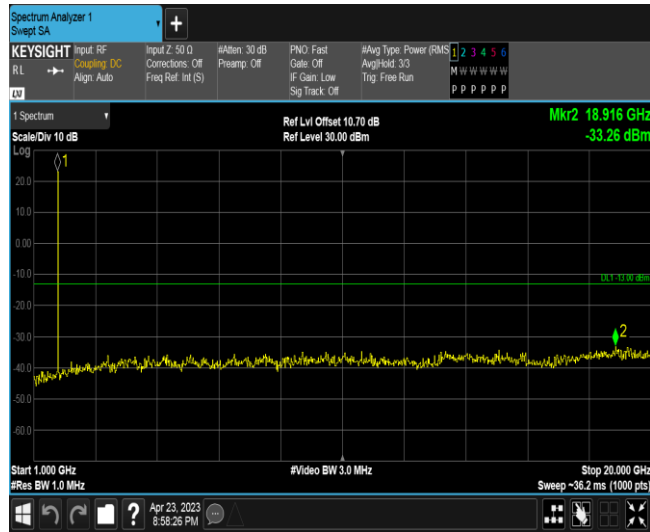 Spectrum Analyzer 1
Swept SA
KEYSIGHT
RL
LXI
Input: RF
Coupling: DC
Align: Auto
Input Z: 50 Ω
Corrections: Off
Freq Ref: Int (S)
#Atten: 30 dB
Preamp: Off
PNO: Fast
Gate: Off
IF Gain: Low
Sig Track: Off
#Avg Type: Power (RMS
Avg|Hold: 3/3
Trig: Free Run
1 2 3 4 5 6
M W W W W W
P P P P P P
1 Spectrum
Scale/Div 10 dB
Log
Ref Lvl Offset 10.70 dB
Ref Level 30.00 dBm
Mkr2 18.916 GHz
-33.26 dBm
1
20.0
10.0
0.00
-10.0
DL1 -13.00 dBm
-20.0
-30.0
2
-40.0
-50.0
-60.0
Start 1.000 GHz
#Video BW 3.0 MHz
Stop 20.000 GHz
#Res BW 1.0 MHz
Sweep ~36.2 ms (1000 pts)
?
Apr 23, 2023
8:58:26 PM